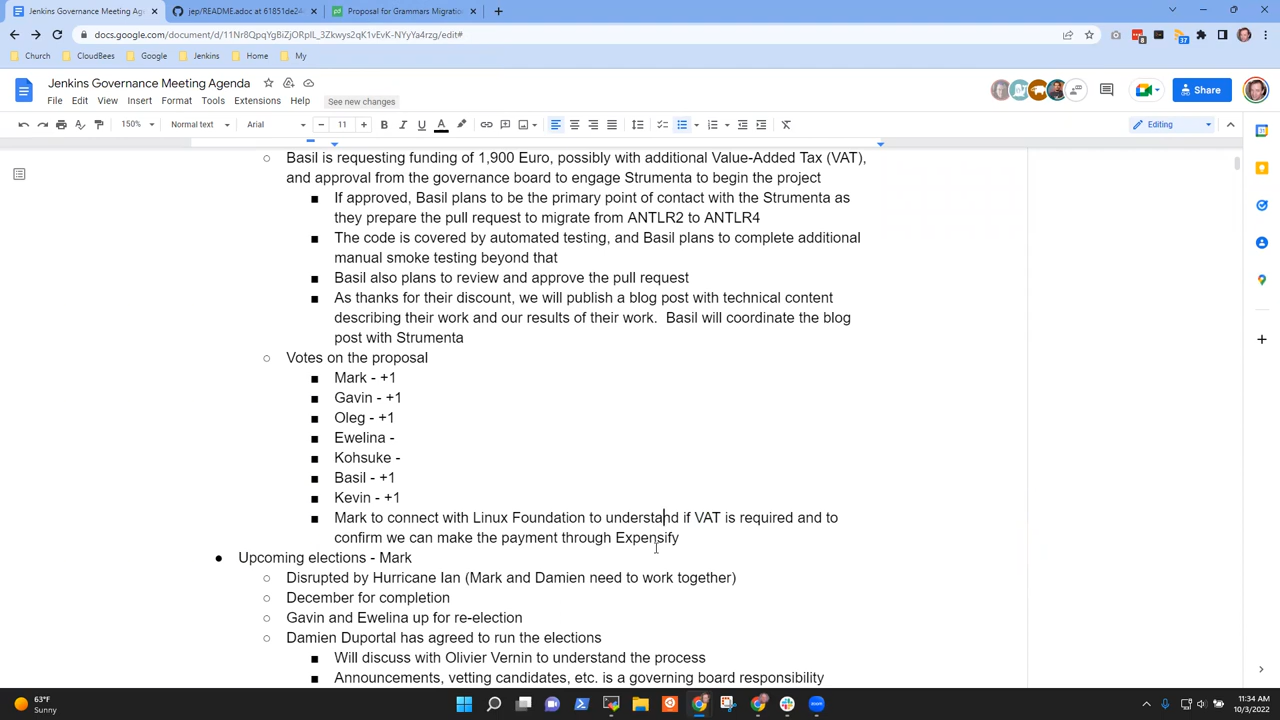 Jenkins Governance Meeting Agenda
jep/README.adoc at 61851de24
Proposal for Grammars Migration
docs.google.com/document/d/11Nr8QpqYgBiZjORplL_3Zkwys2qK1vEvK-NYyYa4rzg/edit#
Church
CloudBees
Google
Jenkins
Home
My
Jenkins Governance Meeting Agenda
File Edit View Insert Format Tools Extensions Help See new changes
Share
150% Normal text Arial 11 Editing
Basil is requesting funding of 1,900 Euro, possibly with additional Value-Added Tax (VAT),
and approval from the governance board to engage Strumenta to begin the project
If approved, Basil plans to be the primary point of contact with the Strumenta as
they prepare the pull request to migrate from ANTLR2 to ANTLR4
The code is covered by automated testing, and Basil plans to complete additional
manual smoke testing beyond that
Basil also plans to review and approve the pull request
As thanks for their discount, we will publish a blog post with technical content
describing their work and our results of their work.  Basil will coordinate the blog
post with Strumenta
Votes on the proposal
Mark - +1
Gavin - +1
Oleg - +1
Ewelina -
Kohsuke -
Basil - +1
Kevin - +1
Mark to connect with Linux Foundation to understand if VAT is required and to
confirm we can make the payment through Expensify
Upcoming elections - Mark
Disrupted by Hurricane Ian (Mark and Damien need to work together)
December for completion
Gavin and Ewelina up for re-election
Damien Duportal has agreed to run the elections
Will discuss with Olivier Vernin to understand the process
Announcements, vetting candidates, etc. is a governing board responsibility
63°F
Sunny
11:34 AM
10/3/2022